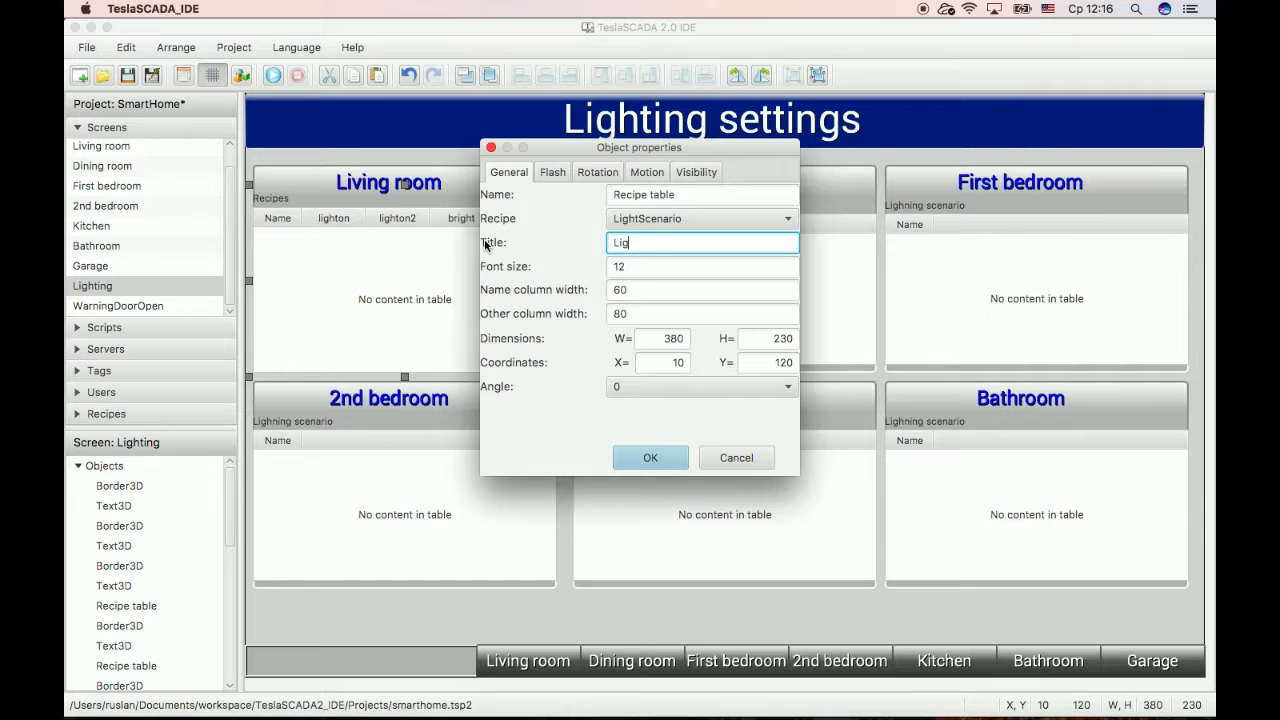 TeslaSCADA_IDE
Ср 12:16
TeslaSCADA 2.0 IDE
File Edit Arrange Project Language Help
Project: SmartHome*
Screens
Living room
Dining room
First bedroom
2nd bedroom
Kitchen
Bathroom
Garage
Lighting
WarningDoorOpen
Scripts
Servers
Tags
Users
Recipes
Screen: Lighting
Objects
Border3D
Text3D
Border3D
Text3D
Border3D
Text3D
Recipe table
Border3D
Text3D
Recipe table
Border3D
Lighting settings
Living room
Recipes
Name lighton lighton2 bright
No content in table
Object properties
General Flash Rotation Motion Visibility
Name: Recipe table
Recipe LightScenario
Title: Lig
Font size: 12
Name column width: 60
Other column width: 80
Dimensions: W= 380 H= 230
Coordinates: X= 10 Y= 120
Angle: 0
OK Cancel
First bedroom
Lighning scenario
Name
No content in table
2nd bedroom
Lighning scenario
Name
No content in table
No content in table
Bathroom
Lighning scenario
Name
No content in table
Living room Dining room First bedroom 2nd bedroom Kitchen Bathroom Garage
/Users/ruslan/Documents/workspace/TeslaSCADA2_IDE/Projects/smarthome.tsp2
X, Y 10 120 W, H 380 230